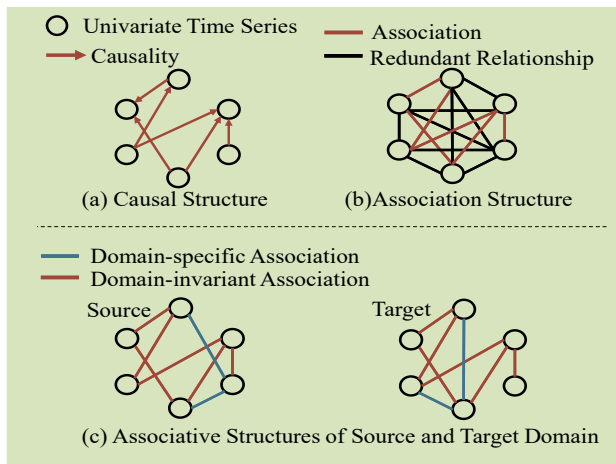 Univariate Time Series
Causality
(a) Causal Structure
Association
Redundant Relationship
(b)Association Structure
Domain-specific Association
Domain-invariant Association
Source
Target
(c) Associative Structures of Source and Target Domain